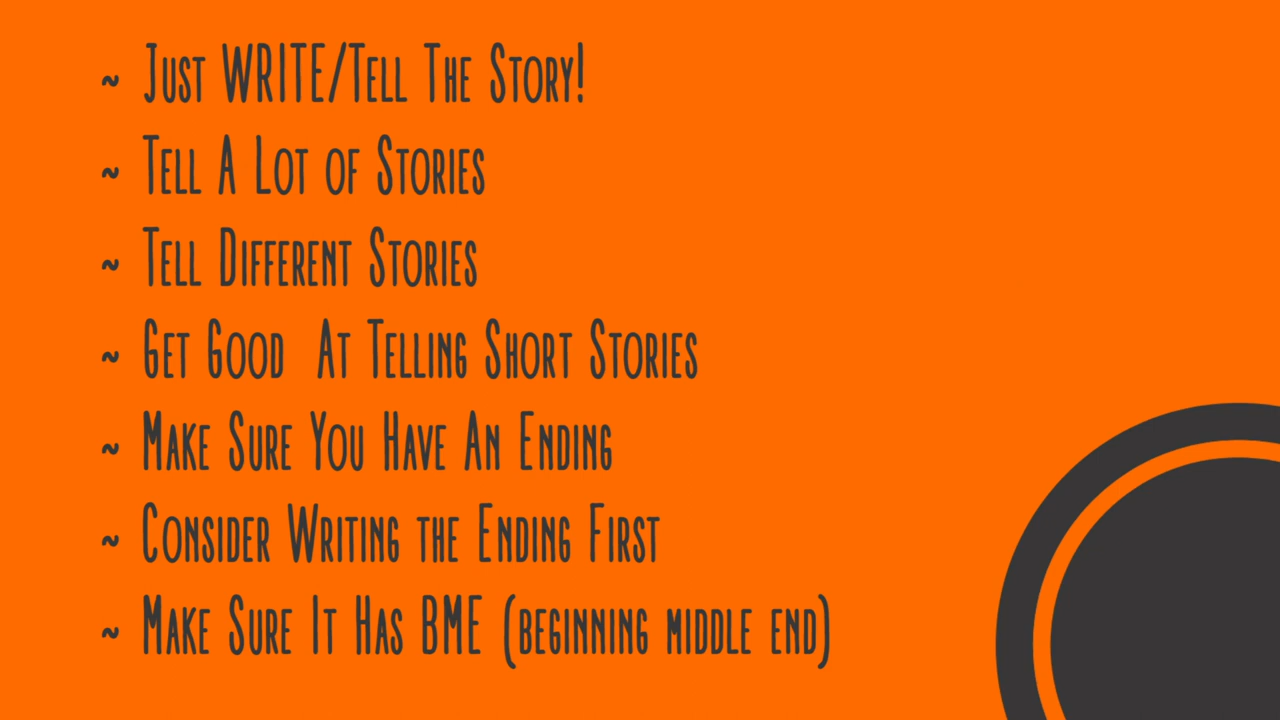 ~ Just WRITE/Tell The Story!
~ Tell A Lot of Stories
~ Tell Different Stories
~ Get Good  At Telling Short Stories
~ Make Sure You Have An Ending
~ Consider Writing the Ending First
~ Make Sure It Has BME (beginning middle end)